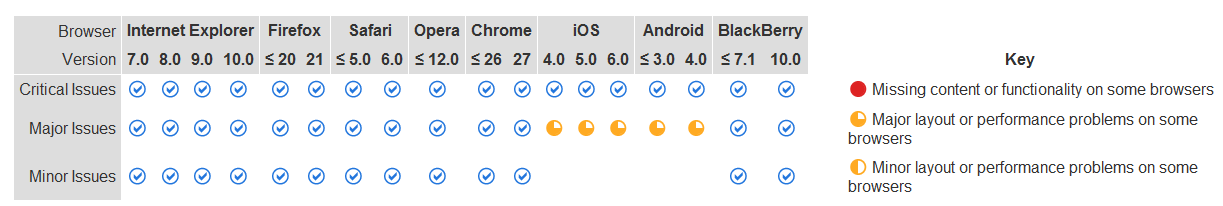 Browser Internet Explorer Firefox Safari Opera Chrome iOS Android BlackBerry
Version 7.0 8.0 9.0 10.0 ≤ 20 21 ≤ 5.0 6.0 ≤ 12.0 ≤ 26 27 4.0 5.0 6.0 ≤ 3.0 4.0 ≤ 7.1 10.0
Critical Issues
Major Issues
Minor Issues
Key
Missing content or functionality on some browsers
Major layout or performance problems on some
browsers
Minor layout or performance problems on some
browsers